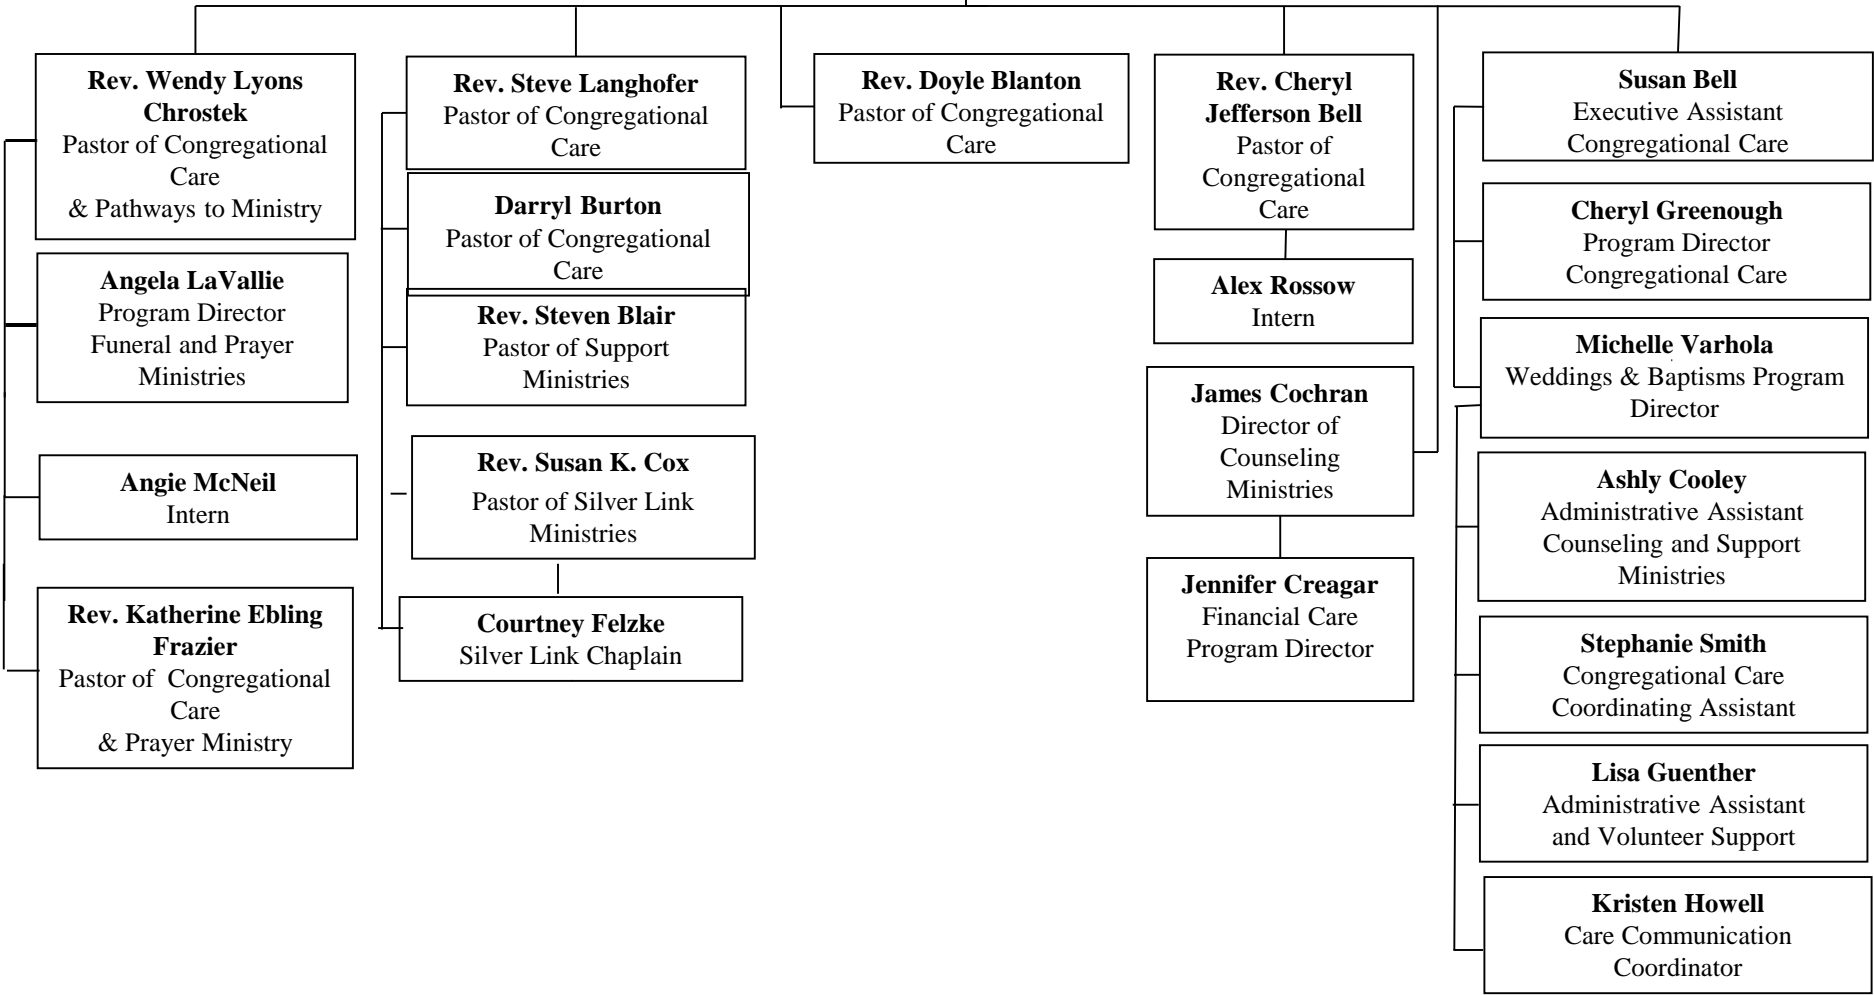 Rev. Wendy Lyons
Chrostek
Pastor of Congregational
Care
& Pathways to Ministry
Angela LaVallie
Program Director
Funeral and Prayer
Ministries
Angie McNeil
Intern
Rev. Katherine Ebling
Frazier
Pastor of Congregational
Care
& Prayer Ministry
Rev. Steve Langhofer
Pastor of Congregational
Care
Darryl Burton
Pastor of Congregational
Care
Rev. Steven Blair
Pastor of Support
Ministries
Rev. Susan K. Cox
Pastor of Silver Link
Ministries
Courtney Felzke
Silver Link Chaplain
Rev. Doyle Blanton
Pastor of Congregational
Care
Rev. Cheryl
Jefferson Bell
Pastor of
Congregational
Care
Alex Rossow
Intern
James Cochran
Director of
Counseling
Ministries
Jennifer Creagar
Financial Care
Program Director
Susan Bell
Executive Assistant
Congregational Care
Cheryl Greenough
Program Director
Congregational Care
Michelle Varhola
Weddings & Baptisms Program
Director
Ashly Cooley
Administrative Assistant
Counseling and Support
Ministries
Stephanie Smith
Congregational Care
Coordinating Assistant
Lisa Guenther
Administrative Assistant
and Volunteer Support
Kristen Howell
Care Communication
Coordinator